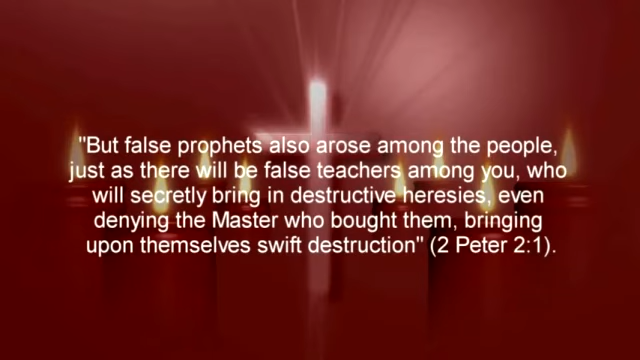 "But false prophets also arose among the people,
just as there will be false teachers among you, who
will secretly bring in destructive heresies, even
denying the Master who bought them, bringing
upon themselves swift destruction" (2 Peter 2:1).